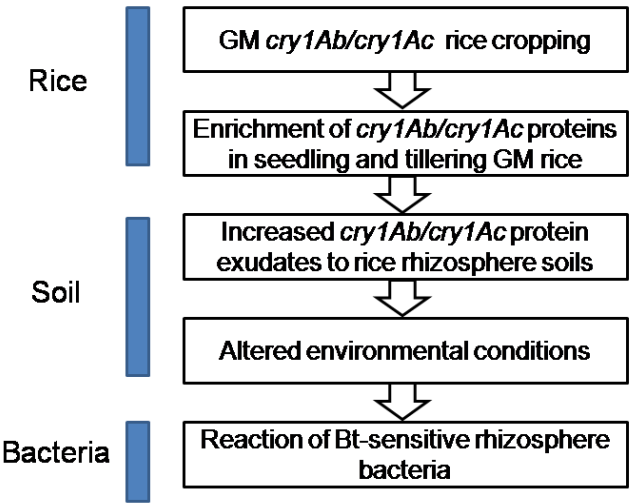 GM cry1Ab/cry1Ac rice cropping
Rice
Enrichment of cry1Ab/cry1Ac proteins
in seedling and tillering GM rice
Increased cry1Ab/cry1Ac protein
exudates to rice rhizosphere soils
Soil
Altered environmental conditions
Reaction of Bt-sensitive rhizosphere
bacteria
Bacteria